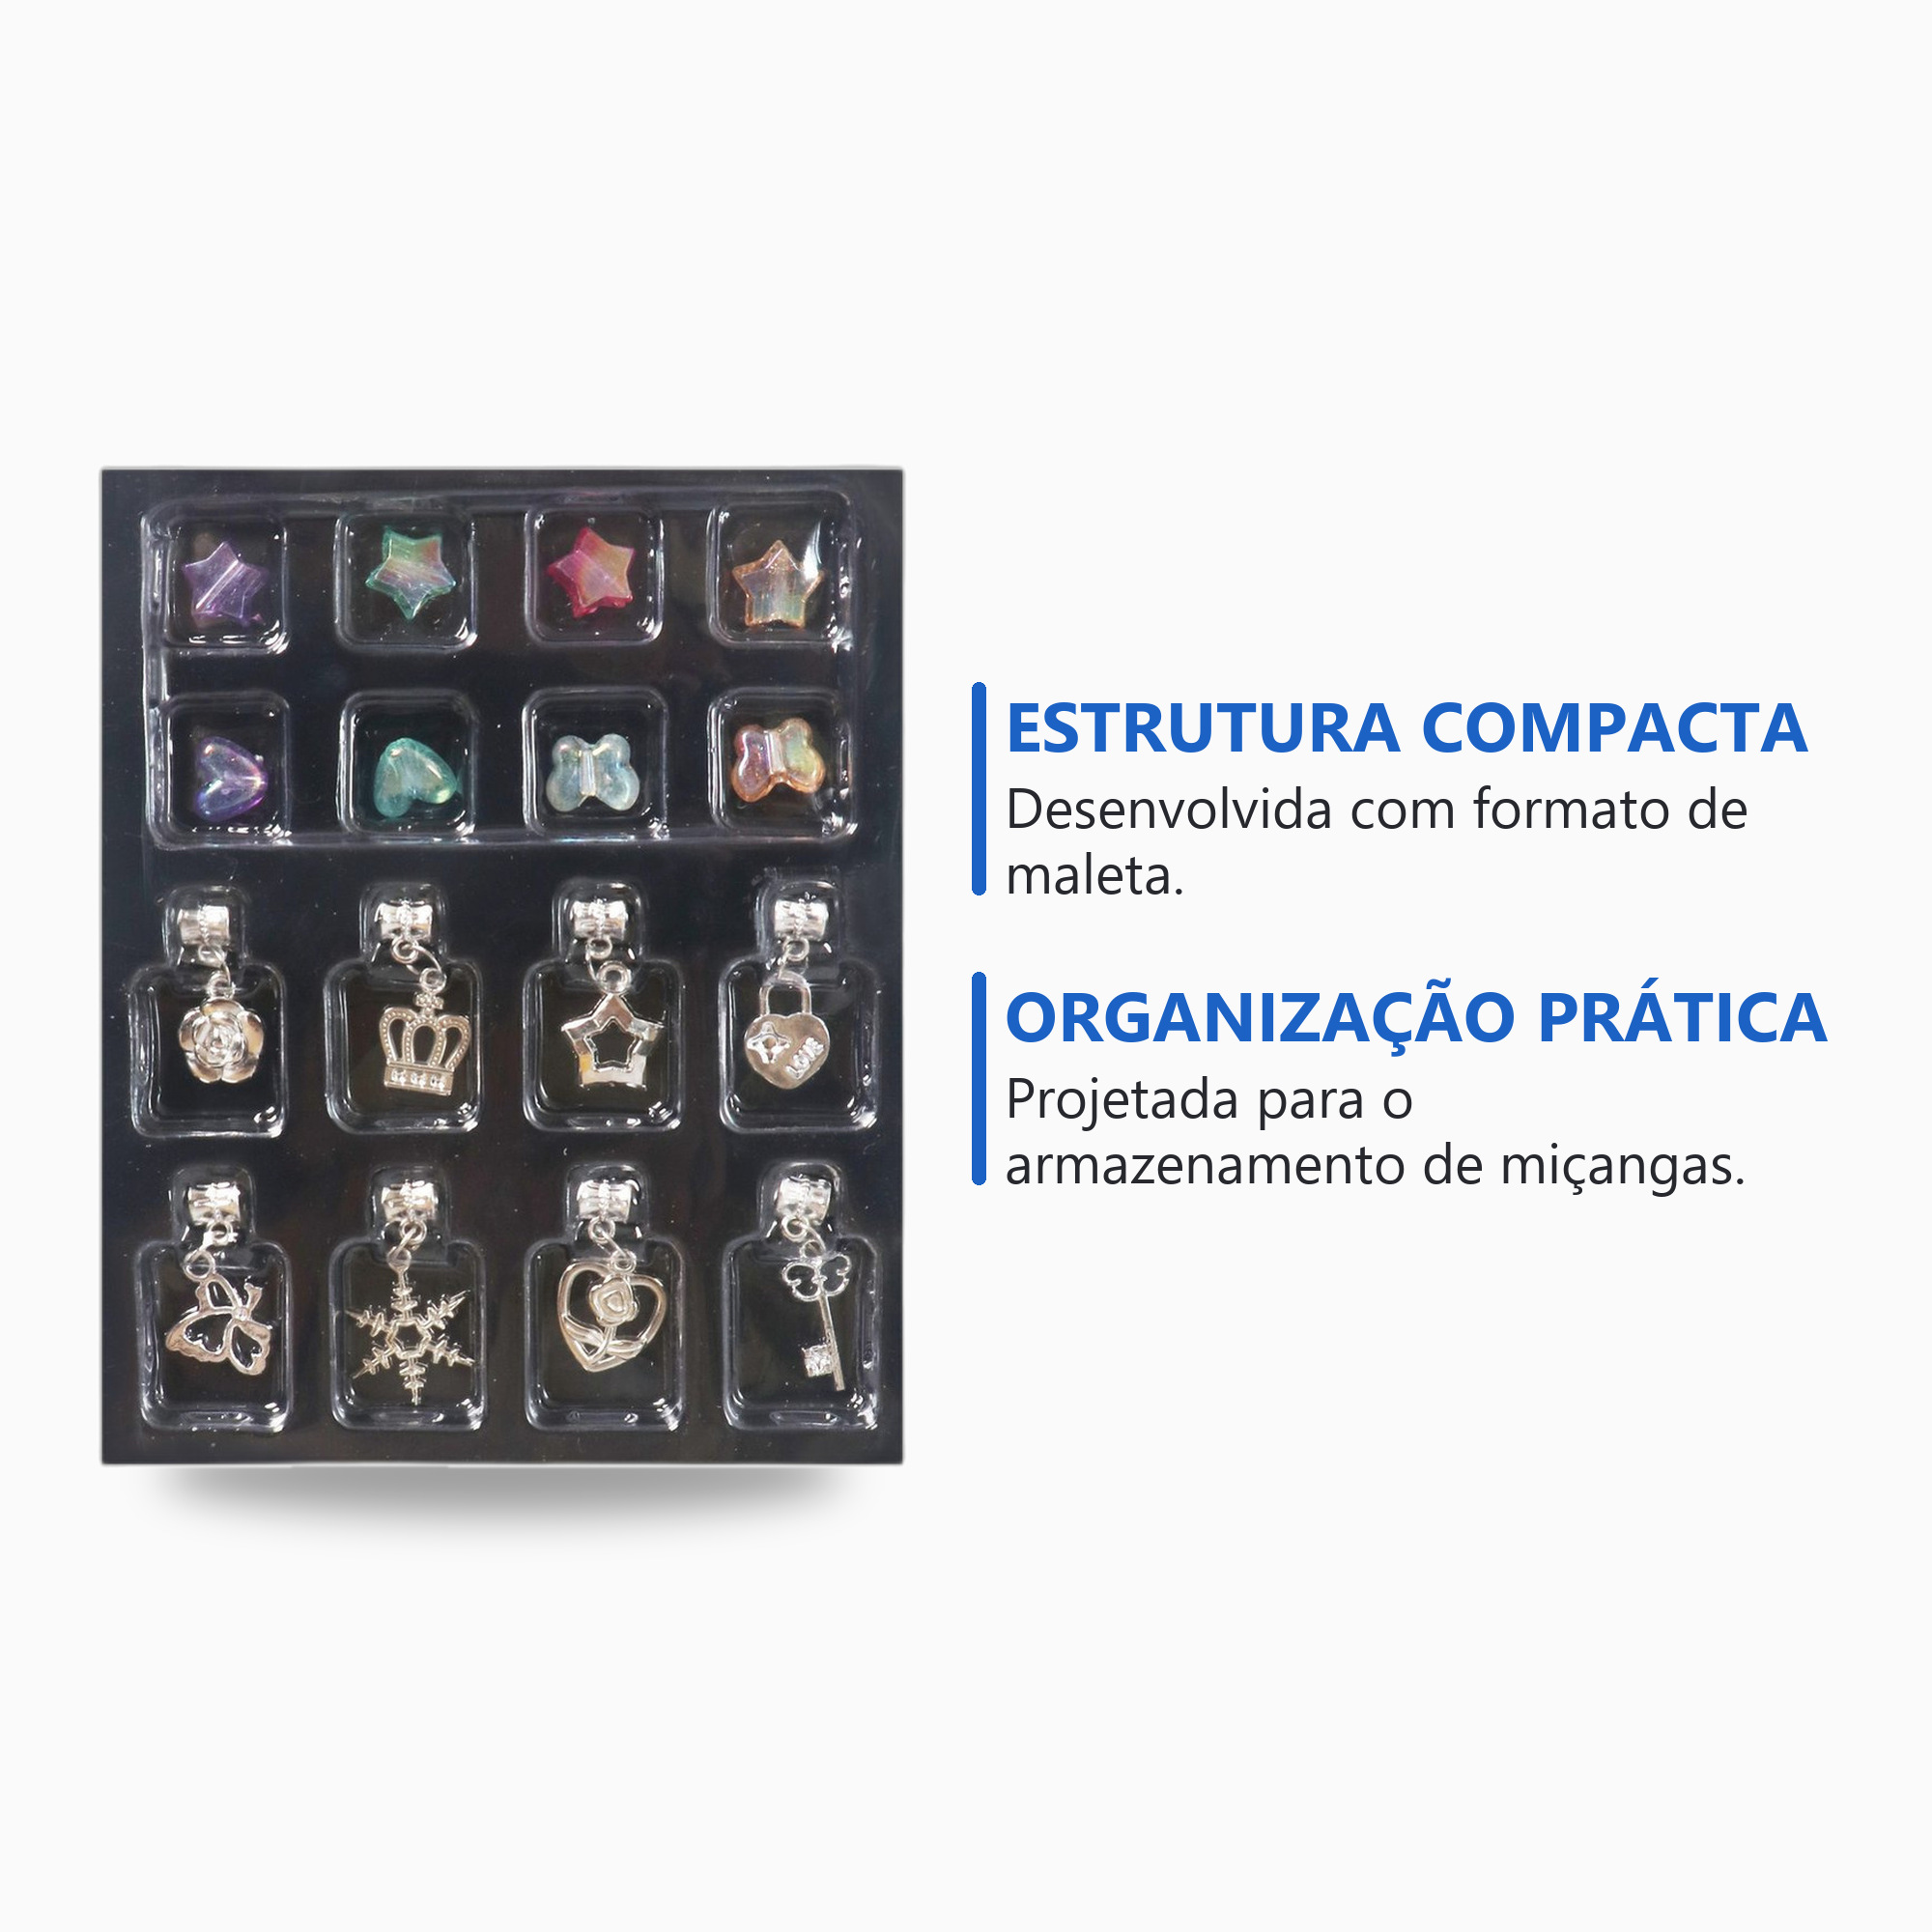 ESTRUTURA COMPACTA
Desenvolvida com formato de
maleta.
ORGANIZAÇÃO PRÁTICA
Projetada para o
armazenamento de miçangas.